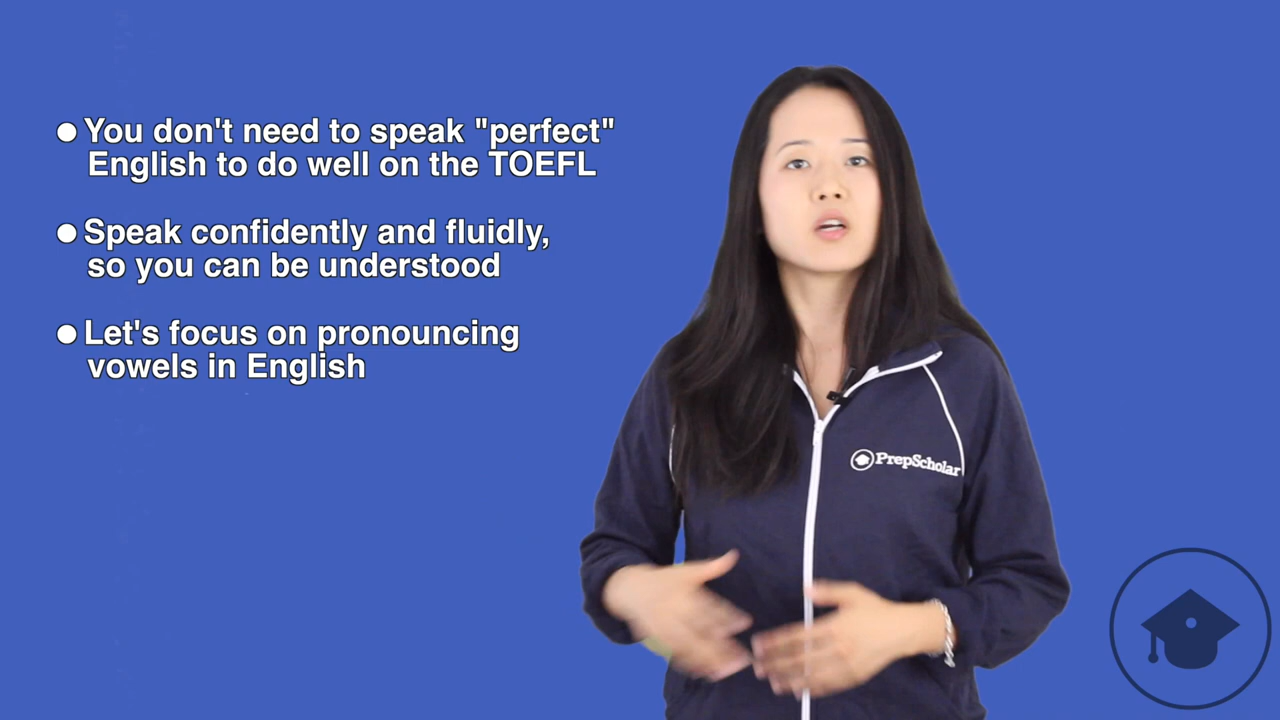 ● You don't need to speak "perfect"
English to do well on the TOEFL
● Speak confidently and fluidly,
so you can be understood
● Let's focus on pronouncing
vowels in English
PrepScholar